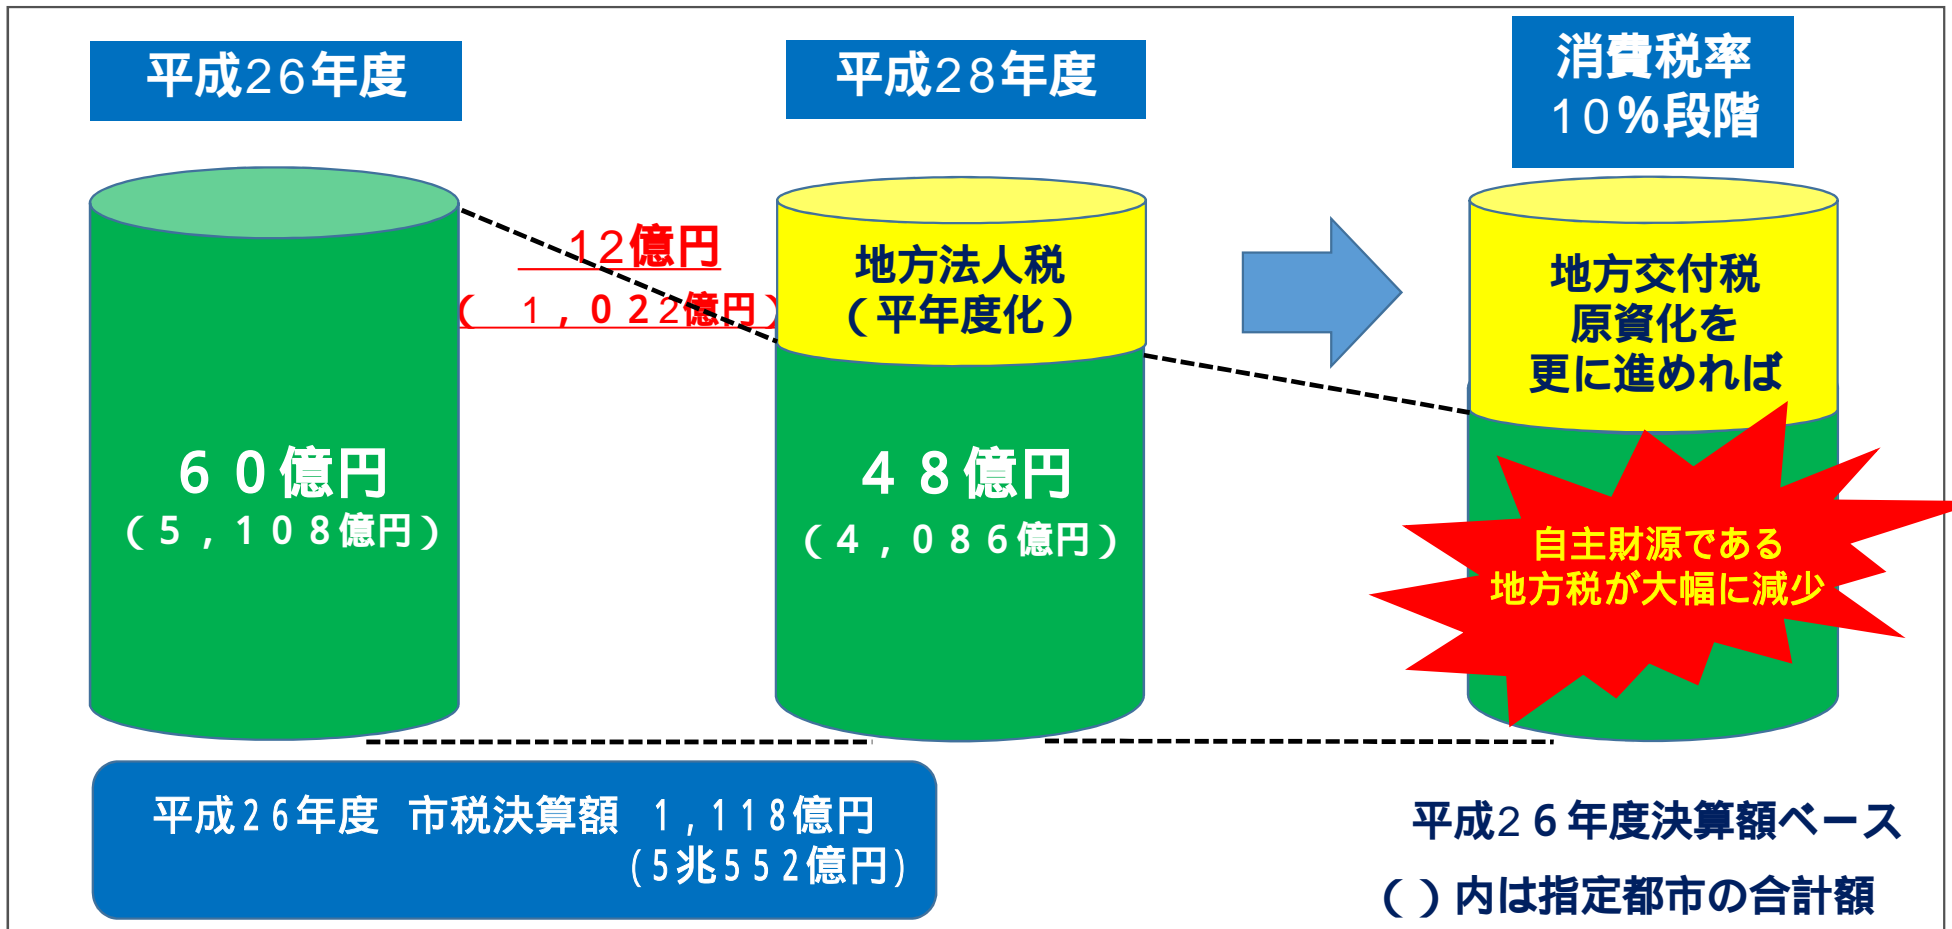 平成26年度
平成28年度
消費税率
10%段階
12億円
( 1,022億円)
地方法人税
(平年度化)
地方交付税
原資化を
更に進めれば
60億円
(5,108億円)
48億円
(4,086億円)
自主財源である
地方税が大幅に減少
平成26年度 市税決算額 1,118億円
(5兆552億円)
平成26年度決算額ベース
( )内は指定都市の合計額